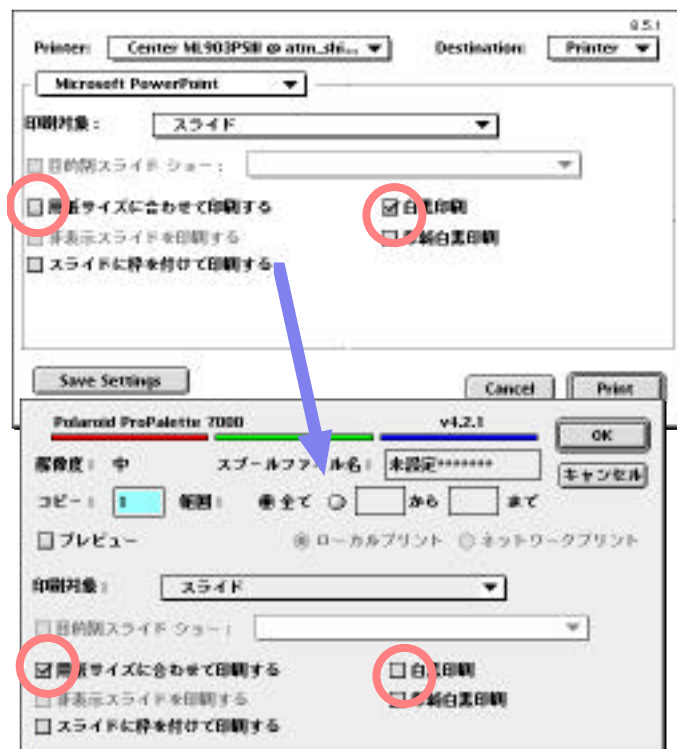 8.5.1
Printer: Center ML903PSIII @ atm_shi... Destination: Printer
Microsoft PowerPoint
印刷対象： スライド
目的別スライド ショー：
用紙サイズに合わせて印刷する 白黒印刷
非表示スライドを印刷する 単純白黒印刷
スライドに枠を付けて印刷する
Save Settings Cancel Print
Polaroid ProPalette 7000 v4.2.1 OK
解像度： 中 スプールファイル名： 未設定******* キャンセル
コピー： 1 範囲： 全て から まで
プレビュー ローカルプリント ネットワークプリント
印刷対象： スライド
目的別スライド ショー：
用紙サイズに合わせて印刷する 白黒印刷
非表示スライドを印刷する 単純白黒印刷
スライドに枠を付けて印刷する